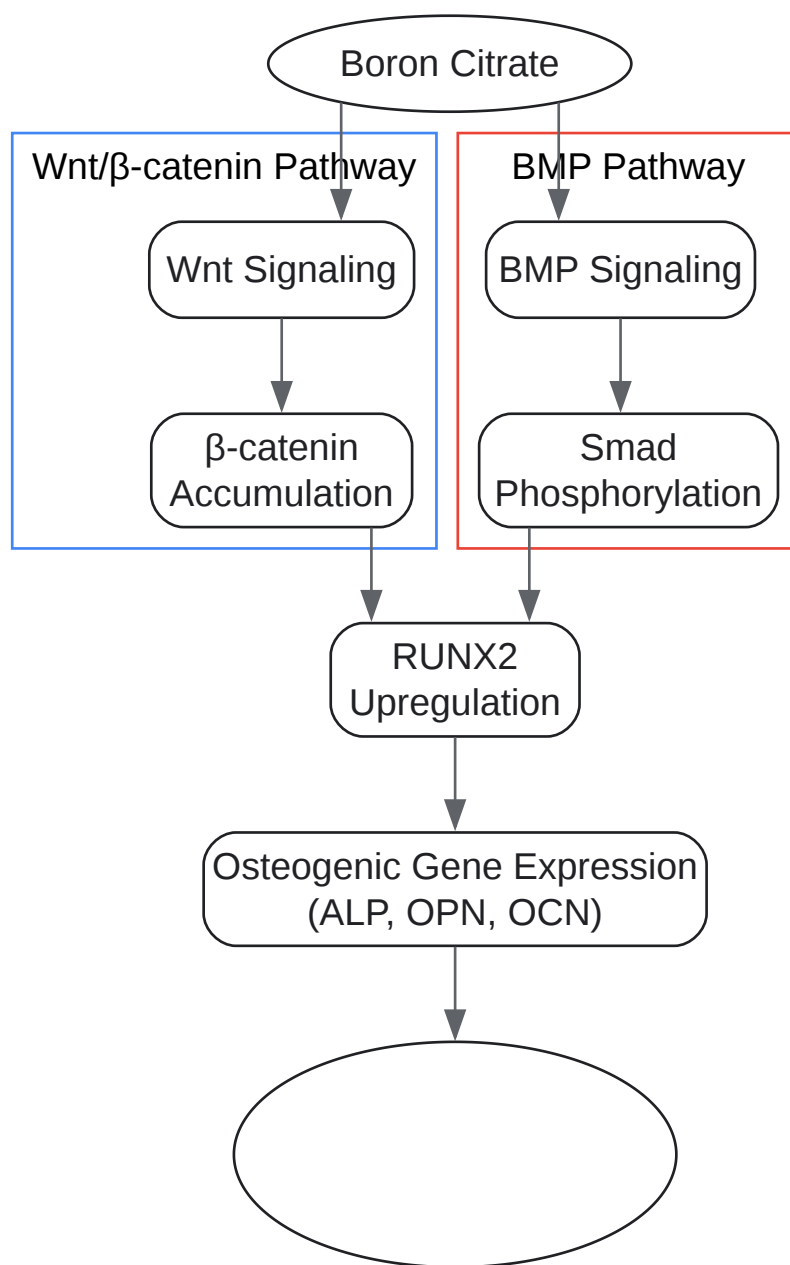 Boron Citrate
Wnt/β-catenin Pathway
BMP Pathway
Wnt Signaling
BMP Signaling
β-catenin
Accumulation
Smad
Phosphorylation
RUNX2
Upregulation
Osteogenic Gene Expression
(ALP, OPN, OCN)